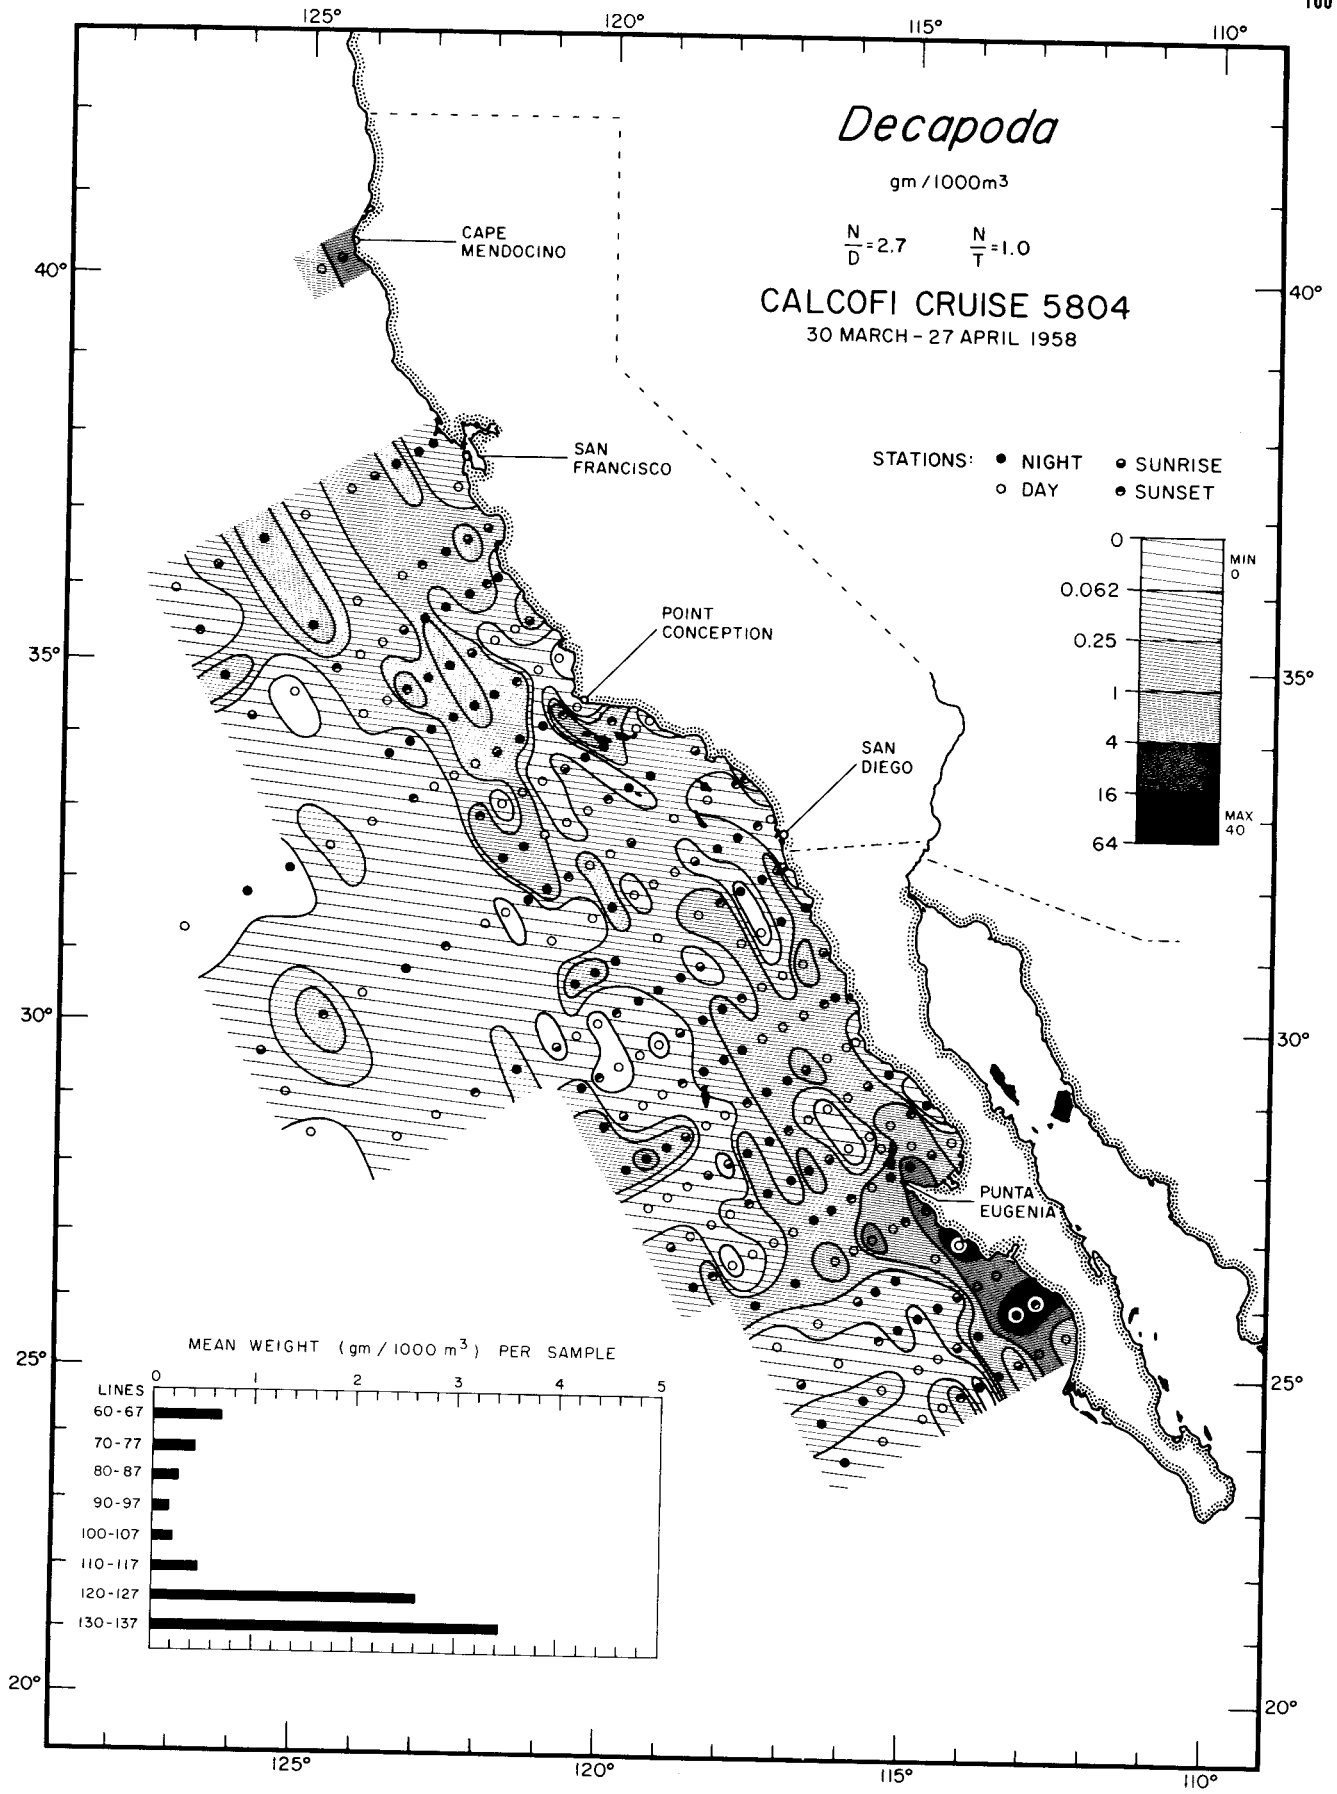 125° 120° 115° 110°
Decapoda
gm/1000m³
N/D = 2.7 N/T = 1.0
CALCOFI CRUISE 5804
30 MARCH – 27 APRIL 1958
CAPE
MENDOCINO
40° 40°
SAN
FRANCISCO
STATIONS: NIGHT SUNRISE
DAY SUNSET
0 MIN
0
0.062
0.25
1
4
16
64 MAX
40
POINT
CONCEPTION
35° 35°
SAN
DIEGO
30° 30°
PUNTA
EUGENIA
25° 25°
MEAN WEIGHT (gm / 1000 m³) PER SAMPLE
LINES 0 1 2 3 4 5
60-67
70-77
80-87
90-97
100-107
110-117
120-127
130-137
20° 20°
125° 120° 115° 110°